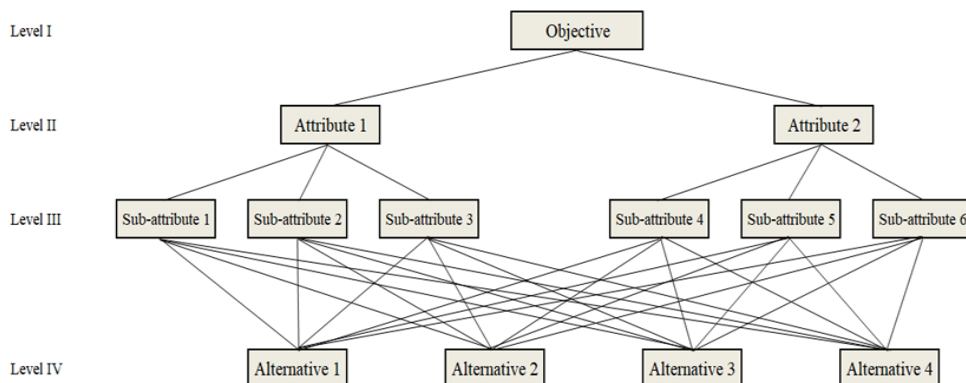 Level I
Objective
Level II
Attribute 1
Attribute 2
Level III
Sub-attribute 1
Sub-attribute 2
Sub-attribute 3
Sub-attribute 4
Sub-attribute 5
Sub-attribute 6
Level IV
Alternative 1
Alternative 2
Alternative 3
Alternative 4